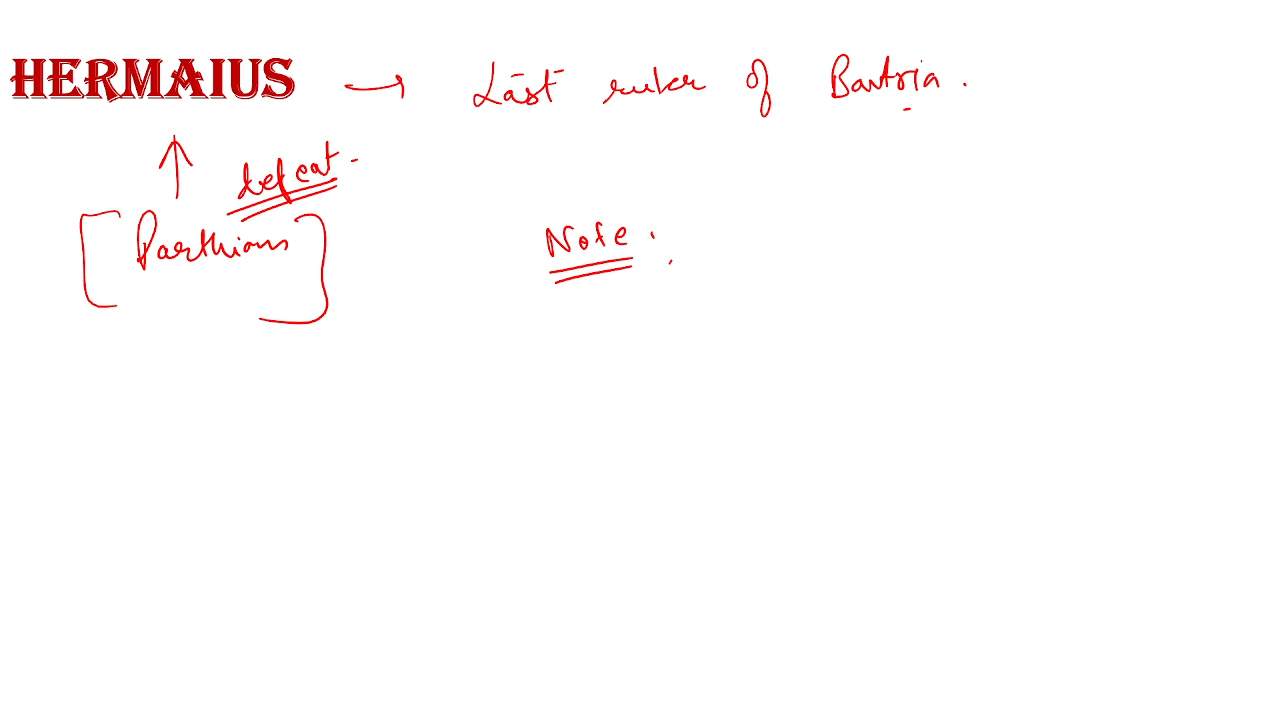 HERMAIUS → Last ruler of Bactria.
↑ defeat.
[Parthians]
Note: